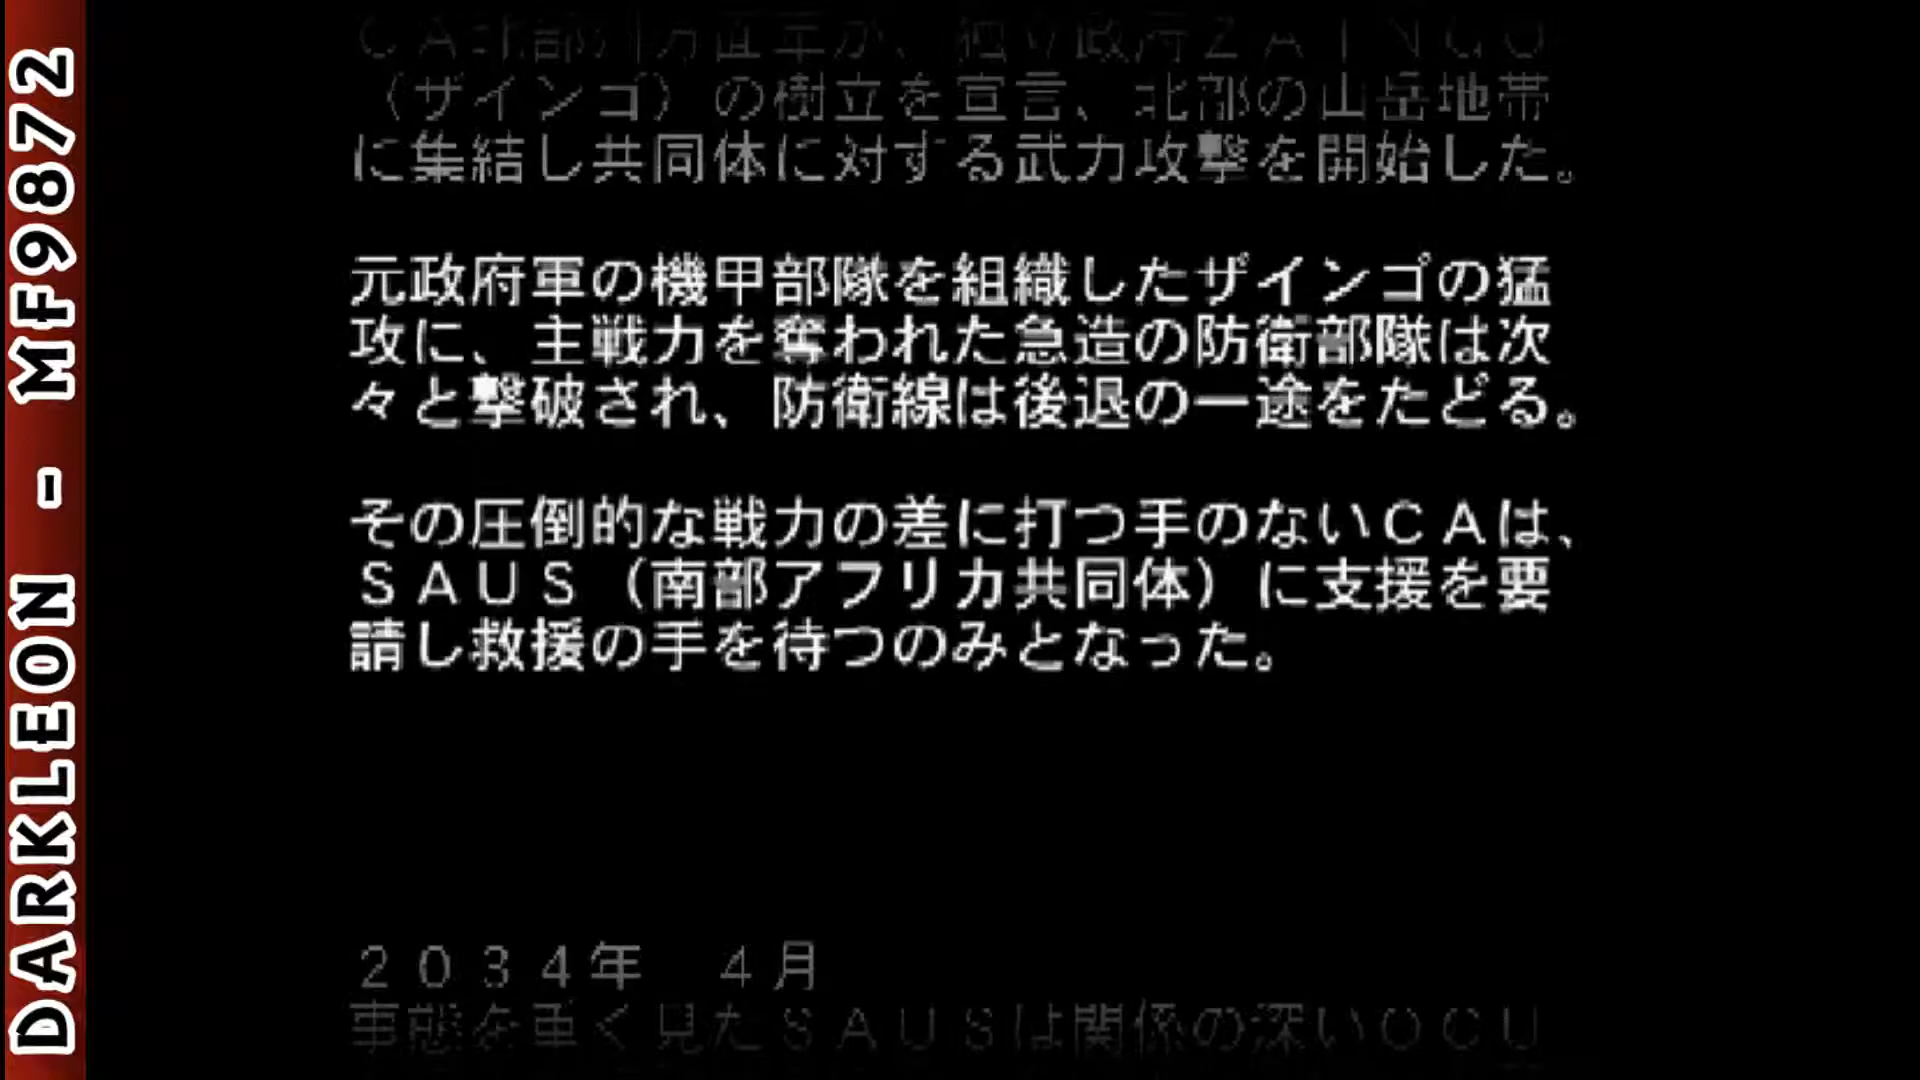 CA北部列方面軍が、独立政府ZAINGO
（ザインゴ）の樹立を宣言、北部の山岳地帯
に集結し共同体に対する武力攻撃を開始した。
元政府軍の機甲部隊を組織したザインゴの猛
攻に、主戦力を奪われた急造の防衛部隊は次
々と撃破され、防衛線は後退の一途をたどる。
その圧倒的な戦力の差に打つ手のないＣＡは、
ＳＡＵＳ（南部アフリカ共同体）に支援を要
請し救援の手を待つのみとなった。
２０３４年　４月
事態を重く見たＳＡＵＳは関係の深いＯＣＵ
DARKLEON - MF9872